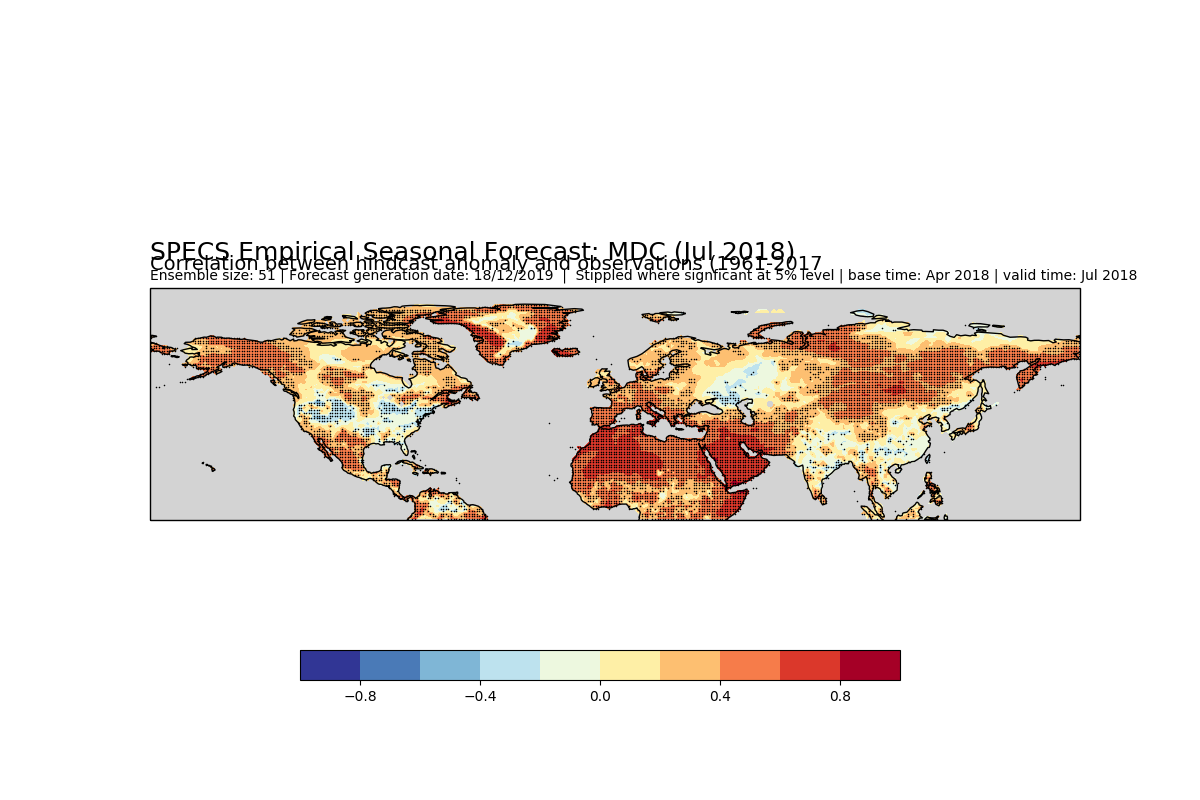 SPECS Empirical Seasonal Forecast: MDC (Jul 2018)
Correlation between hindcast anomaly and observations (1961-2017
Ensemble size: 51 | Forecast generation date: 18/12/2019 | Stippled where signficant at 5% level | base time: Apr 2018 | valid time: Jul 2018
−0.8 −0.4 0.0 0.4 0.8